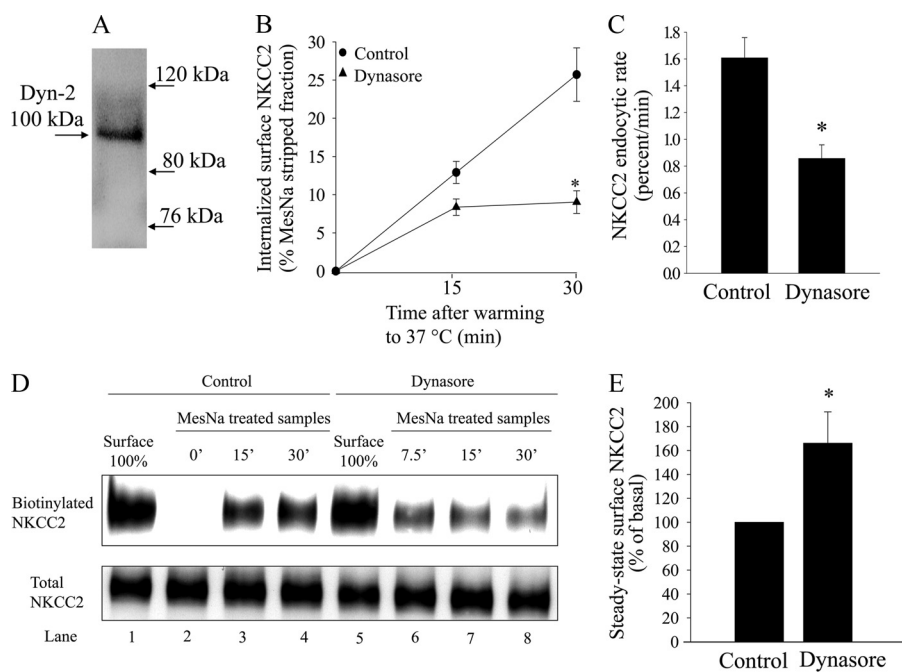 A
120 kDa
Dyn-2
100 kDa
80 kDa
76 kDa
B
Internalized surface NKCC2
(% MesNa stripped fraction)
30
25
20
15
10
5
0
Control
Dynasore
*
15
30
Time after warming
to 37 °C (min)
C
NKCC2 endocytic rate
(percent/min)
1.8
1.6
1.4
1.2
1.0
0.8
0.6
0.4
0.2
0.0
*
Control
Dynasore
D
Control
Dynasore
MesNa treated samples
MesNa treated samples
Surface
100%
0’
15’
30’
Surface
100%
7.5’
15’
30’
Biotinylated
NKCC2
Total
NKCC2
Lane
1
2
3
4
5
6
7
8
E
Steady-state surface NKCC2
(% of basal)
200
180
160
140
120
100
80
60
40
20
0
*
Control
Dynasore